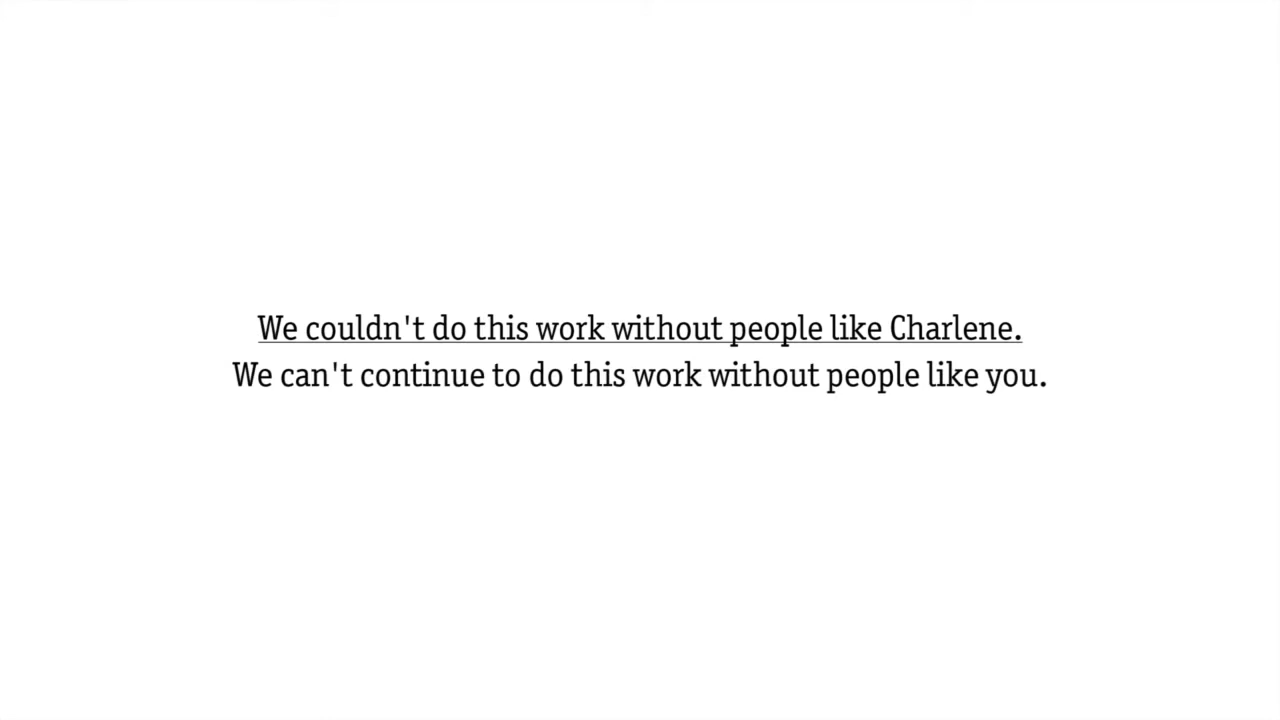 We couldn't do this work without people like Charlene.
We can't continue to do this work without people like you.